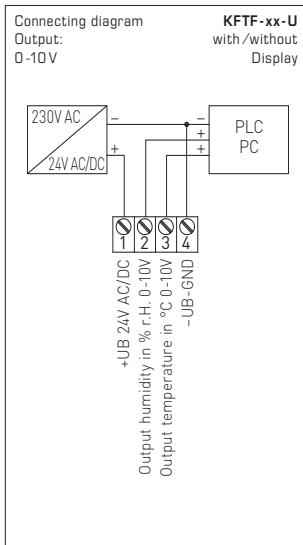 Connecting diagram
Output:
0-10 V
KFTF-xx-U
with/without
Display
230V AC
24V AC/DC
–
+
–
+
+
PLC
PC
1 2 3 4
+UB 24V AC/DC
Output humidity in % r.H. 0-10V
Output temperature in °C 0-10V
–UB-GND